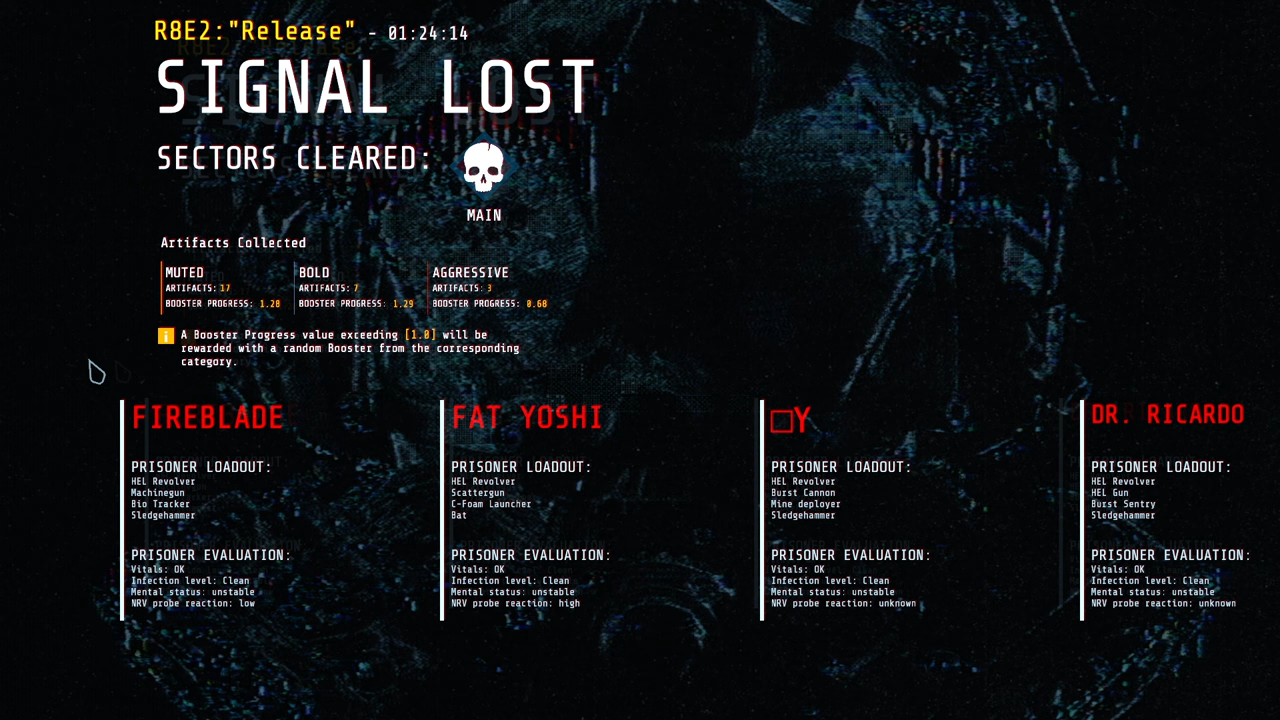 R8E2:"Release" - 01:24:14
SIGNAL LOST
SECTORS CLEARED:
MAIN
Artifacts Collected
MUTED BOLD AGGRESSIVE
ARTIFACTS: 17 ARTIFACTS: 7 ARTIFACTS: 3
BOOSTER PROGRESS: 1.28 BOOSTER PROGRESS: 1.29 BOOSTER PROGRESS: 0.68
A Booster Progress value exceeding [1.0] will be
rewarded with a random Booster from the corresponding
category.
FIREBLADE
PRISONER LOADOUT:
HEL Revolver
Machinegun
Bio Tracker
Sledgehammer
PRISONER EVALUATION:
Vitals: OK
Infection level: Clean
Mental status: unstable
NRV probe reaction: low
FAT YOSHI
PRISONER LOADOUT:
HEL Revolver
Scattergun
C-Foam Launcher
Bat
PRISONER EVALUATION:
Vitals: OK
Infection level: Clean
Mental status: unstable
NRV probe reaction: high
□Y
PRISONER LOADOUT:
HEL Revolver
Burst Cannon
Mine deployer
Sledgehammer
PRISONER EVALUATION:
Vitals: OK
Infection level: Clean
Mental status: unstable
NRV probe reaction: unknown
DR. RICARDO
PRISONER LOADOUT:
HEL Revolver
HEL Gun
Burst Sentry
Sledgehammer
PRISONER EVALUATION:
Vitals: OK
Infection level: Clean
Mental status: unstable
NRV probe reaction: unknown